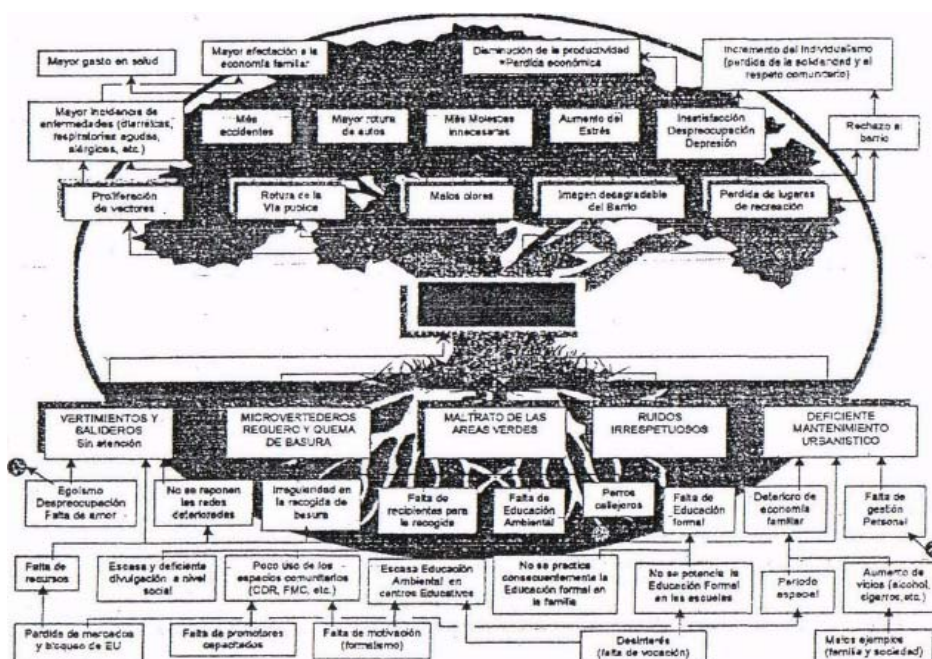 Mayor gasto en salud
Mayor afectación a la
economía familiar
Disminución de la productividad
*Perdida económica
Incremento del Individualismo
(perdida de la solidaridad y el
respeto comunitario)
Mayor incidencia de
enfermedades (diarréicas,
respiratorias agudas,
alérgicas, etc.)
Más
accidentes
Mayor rotura
de autos
Más Molestias
innecesarias
Aumento del
Estrés
Insatisfacción
Despreocupación
Depresión
Rechazo al
barrio
Proliferación
de vectores
Rotura de la
Vía publica
Malos olores
Imagen desagradable
del Barrio
Perdida de lugares
de recreación
VERTIMIENTOS Y
SALIDEROS
Sin atención
MICROVERTEDEROS
REGUERO Y QUEMA
DE BASURA
MALTRATO DE LAS
AREAS VERDES
RUIDOS
IRRESPETUOSOS
DEFICIENTE
MANTENIMIENTO
URBANISTICO
Egoísmo
Despreocupación
Falta de amor
No se reponen
las redes
deterioradas
Irregularidad en
la recogida de
basura
Falta de
recipientes para
la recogida
Falta de
Educación
Ambiental
Perros
callejeros
Falta de
Educación
formal
Deterioro de
economía
familiar
Falta de
gestión
Personal
Falta de
recursos
Escasa y deficiente
divulgación a nivel
social
Poco uso de los
espacios comunitarios
(CDR, FMC, etc.)
Escasa Educación
Ambiental en
centros Educativos
No se practica
consecuentemente la
Educación formal en
la familia
No se potencia la
Educación Formal
en las escuelas
Periodo
especial
Aumento de
vicios (alcohol,
cigarros, etc.)
Perdida de mercados
y bloqueo de EU
Falta de promotores
capacitados
Falta de motivación
(formalismo)
Desinterés
(falta de vocación)
Malos ejemplos
(familia y sociedad)